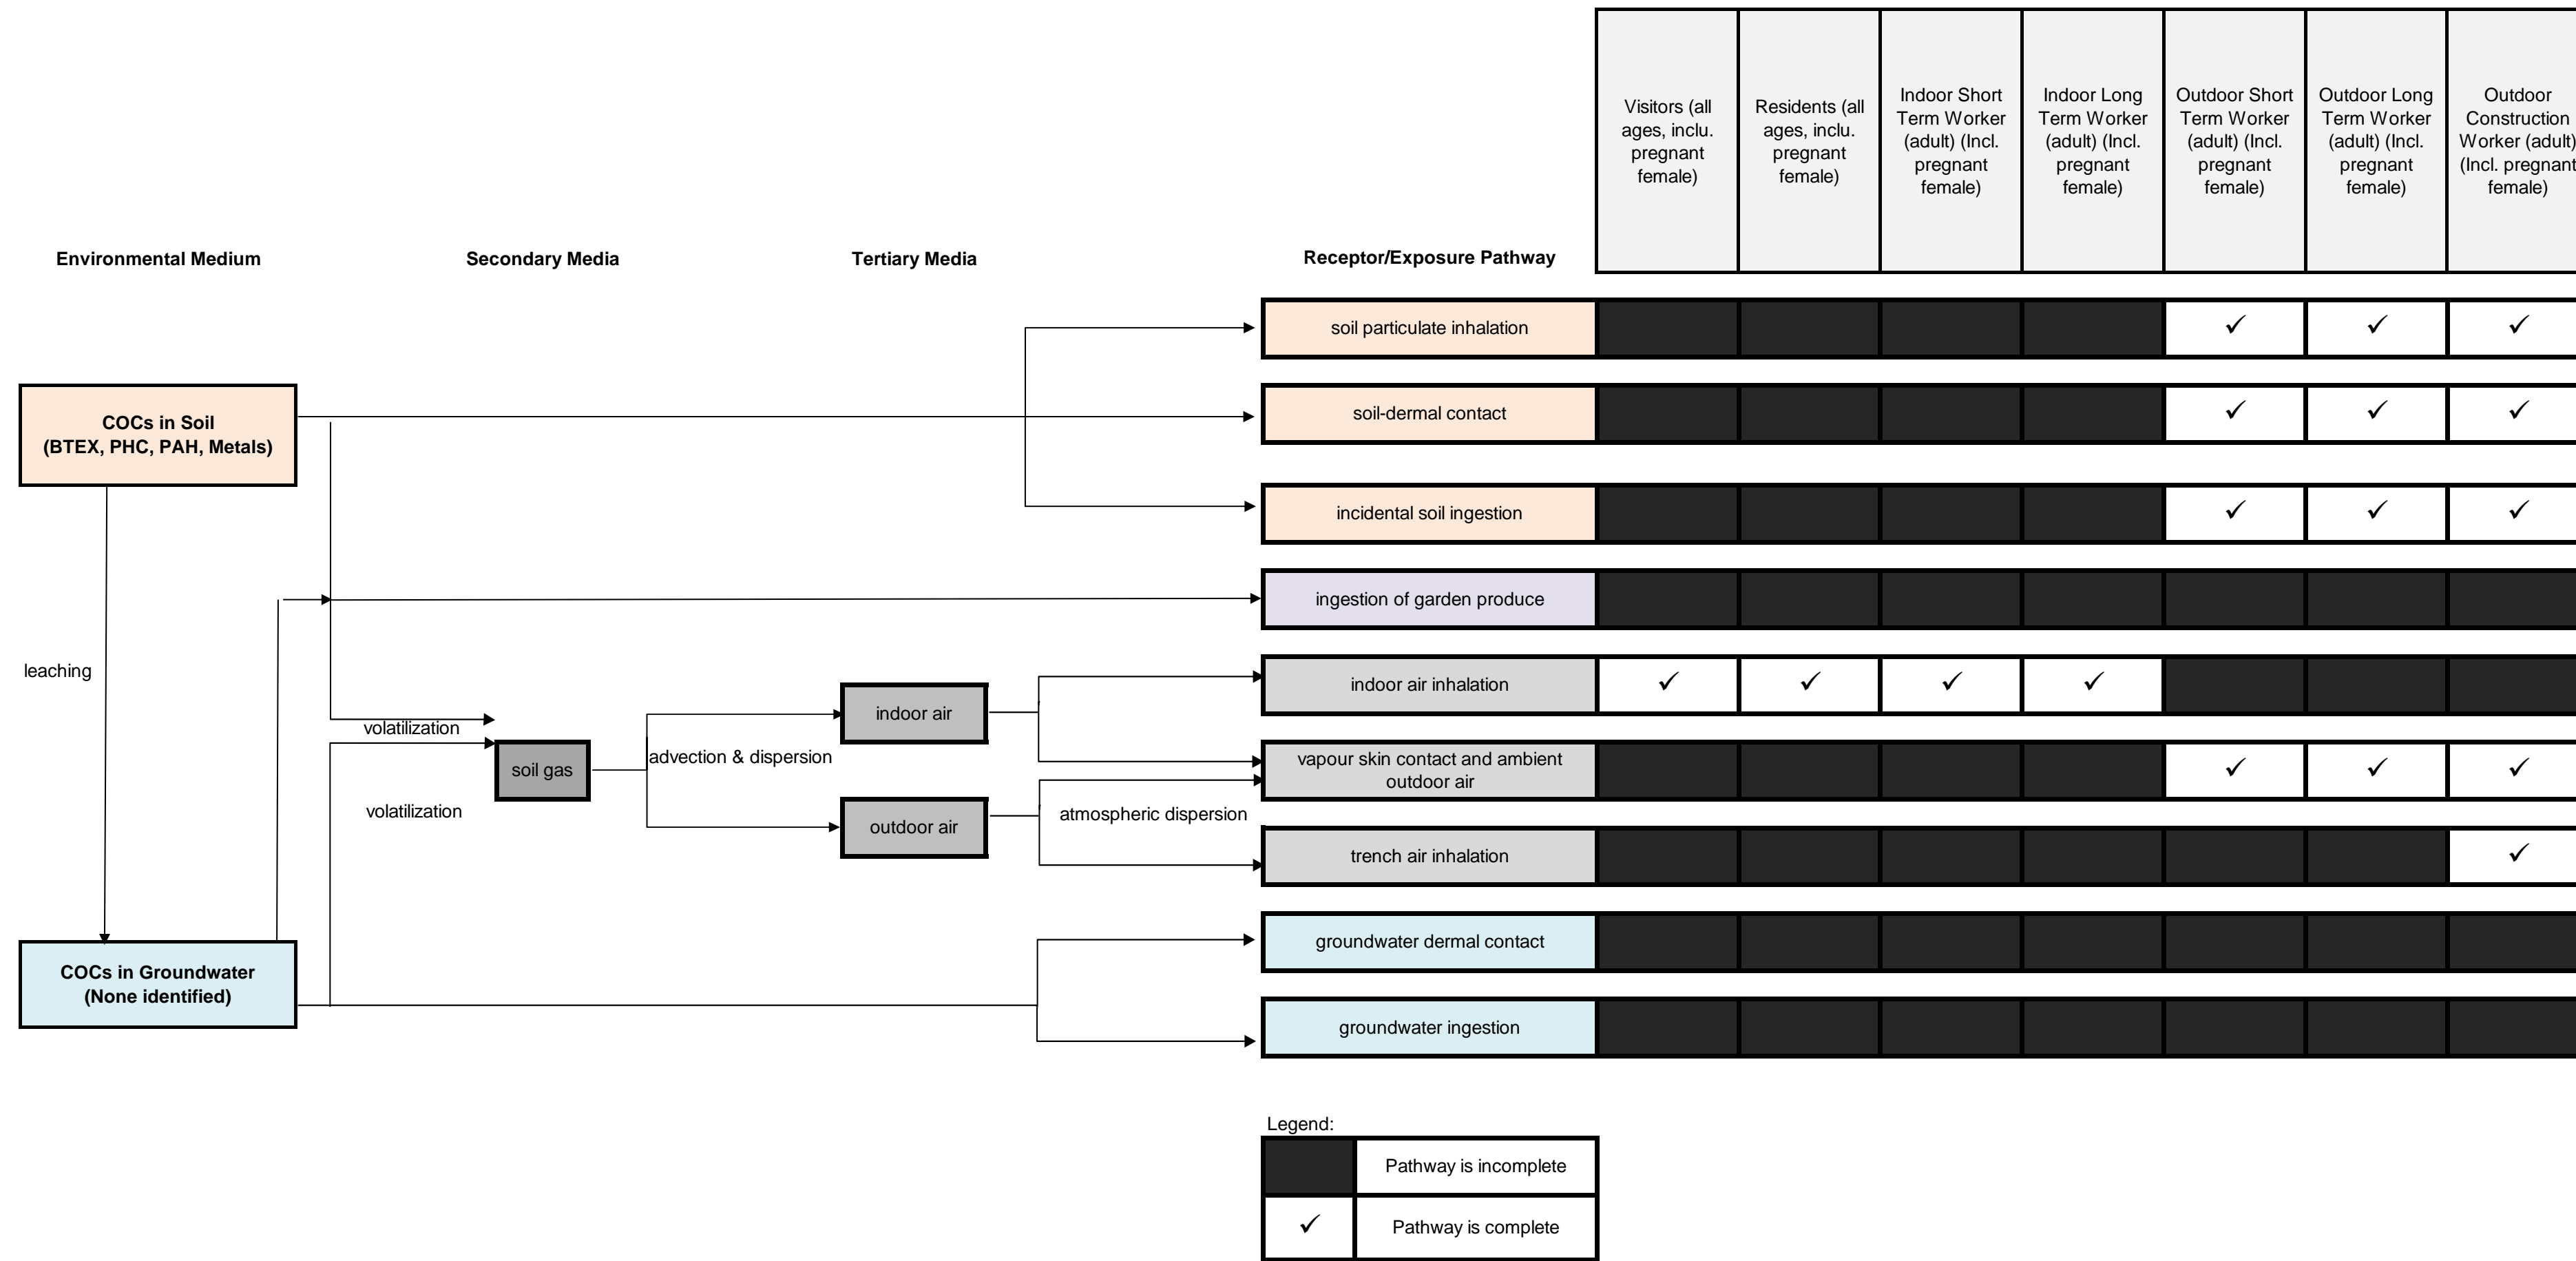 Visitors (all
ages, inclu.
pregnant
female)
Residents (all
ages, inclu.
pregnant
female)
Indoor Short
Term Worker
(adult) (Incl.
pregnant
female)
Indoor Long
Term Worker
(adult) (Incl.
pregnant
female)
Outdoor Short
Term Worker
(adult) (Incl.
pregnant
female)
Outdoor Long
Term Worker
(adult) (Incl.
pregnant
female)
Outdoor
Construction
Worker (adult)
(Incl. pregnant
female)
Environmental Medium
Secondary Media
Tertiary Media
Receptor/Exposure Pathway
soil particulate inhalation
✓ ✓ ✓
COCs in Soil
(BTEX, PHC, PAH, Metals)
soil-dermal contact
✓ ✓ ✓
incidental soil ingestion
✓ ✓ ✓
ingestion of garden produce
leaching
indoor air inhalation
✓ ✓ ✓ ✓
volatilization
indoor air
soil gas
advection & dispersion
vapour skin contact and ambient
outdoor air
✓ ✓ ✓
volatilization
outdoor air
atmospheric dispersion
trench air inhalation
✓
COCs in Groundwater
(None identified)
groundwater dermal contact
groundwater ingestion
Legend:
Pathway is incomplete
✓ Pathway is complete